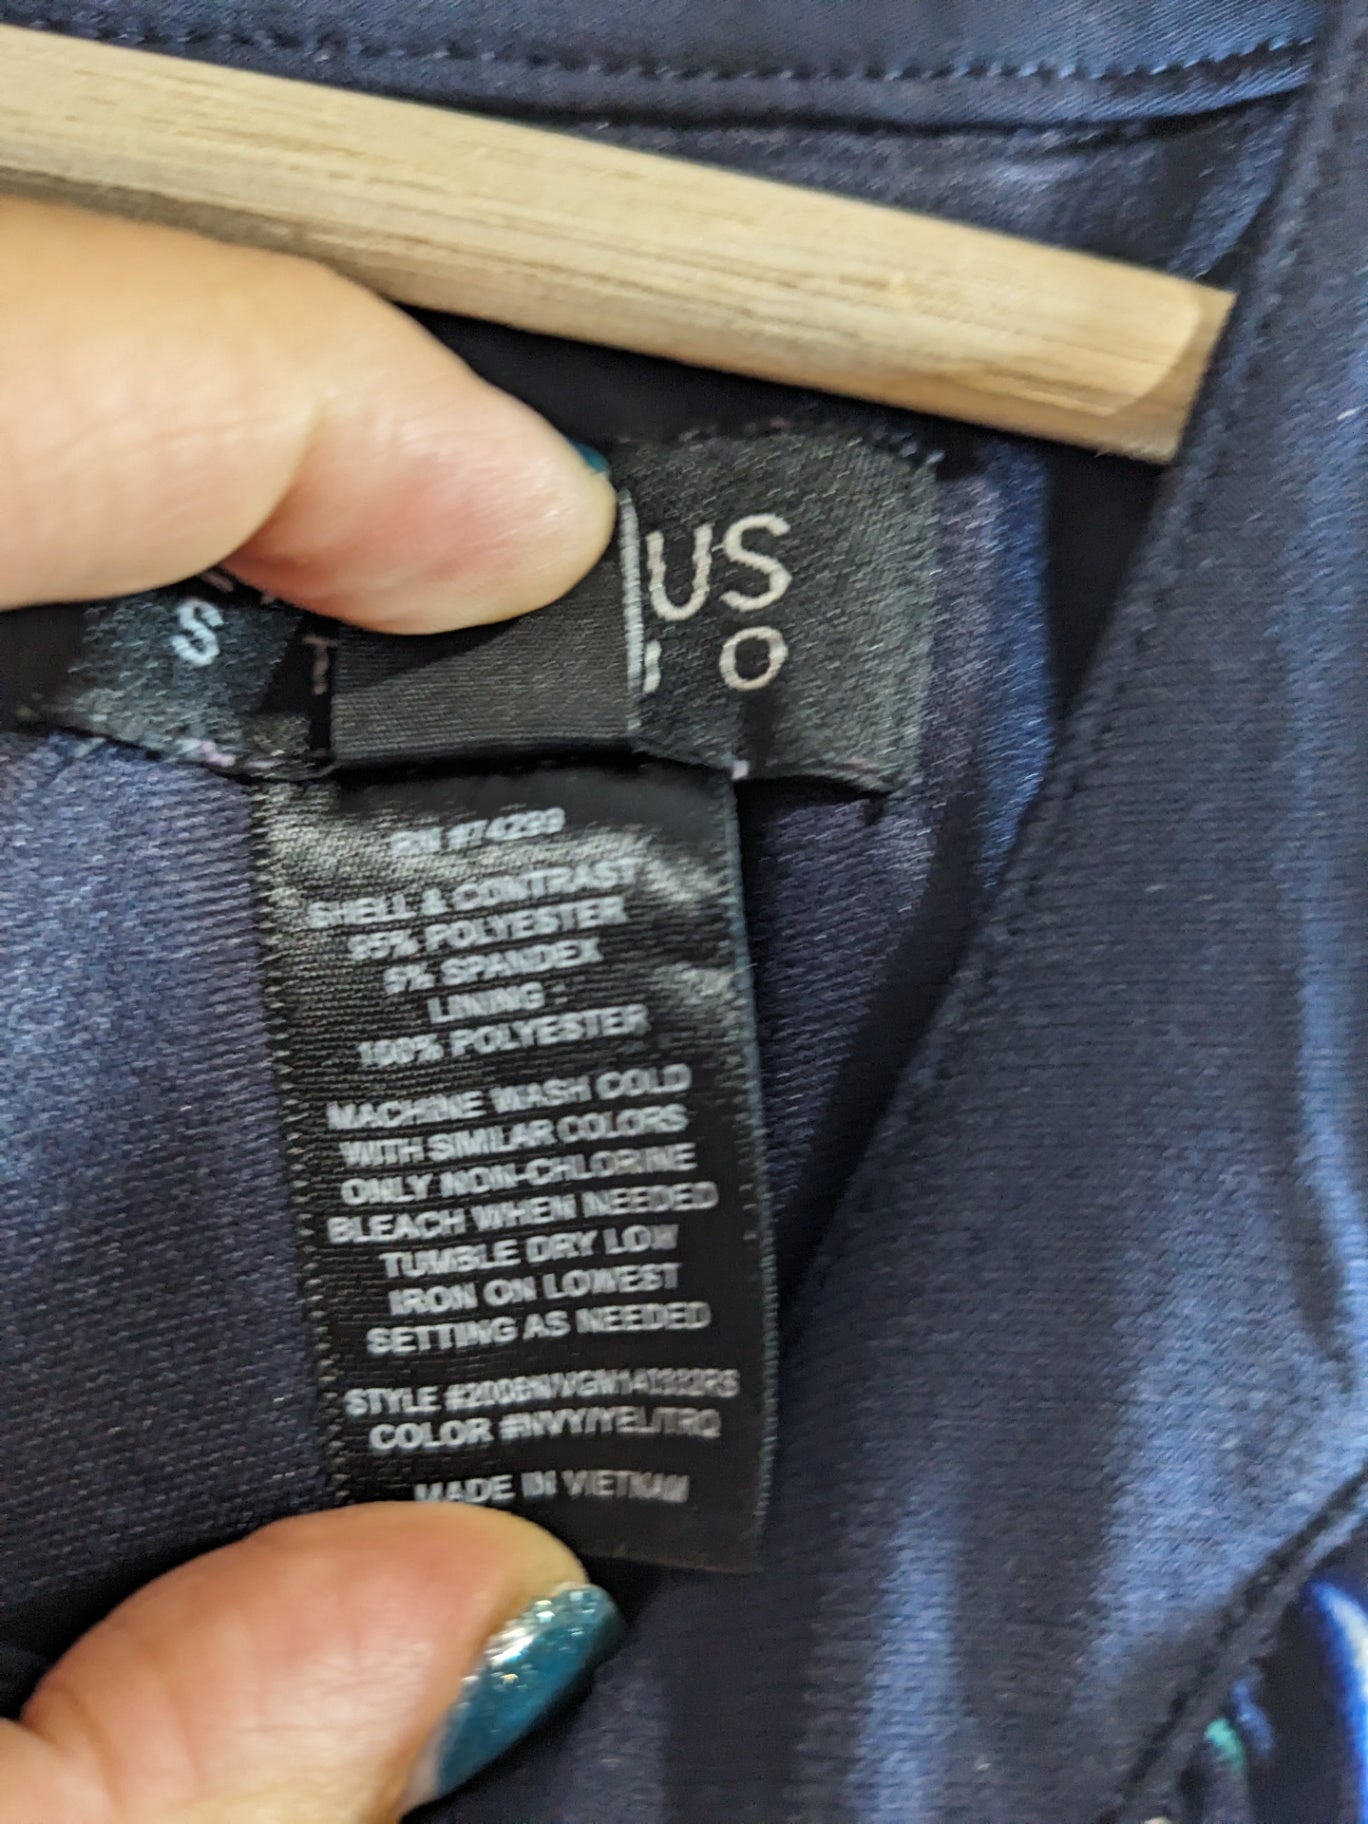 US
S T I O
RN #74299
SHELL & CONTRAST
95% POLYESTER
5% SPANDEX
LINING :
100% POLYESTER
MACHINE WASH COLD
WITH SIMILAR COLORS
ONLY NON-CHLORINE
BLEACH WHEN NEEDED
TUMBLE DRY LOW
IRON ON LOWEST
SETTING AS NEEDED
STYLE
COLOR #NVY/YEL/TRQ
MADE IN VIETNAM